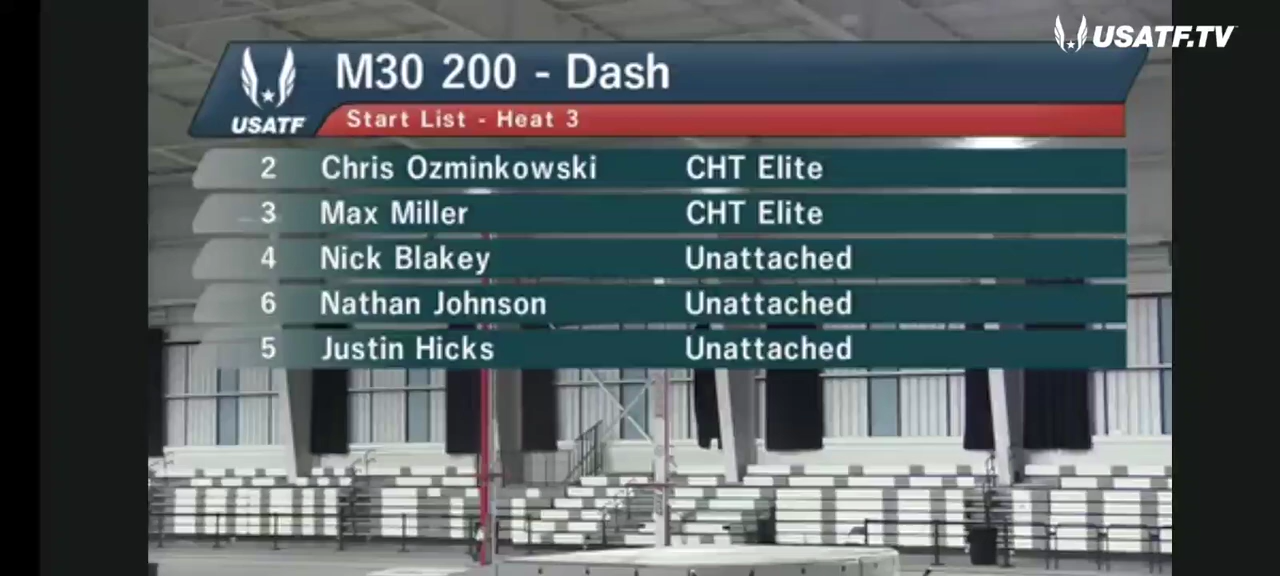 USATF.TV
M30 200 - Dash
USATF
Start List - Heat 3
2 Chris Ozminkowski CHT Elite
3 Max Miller CHT Elite
4 Nick Blakey Unattached
6 Nathan Johnson Unattached
5 Justin Hicks Unattached